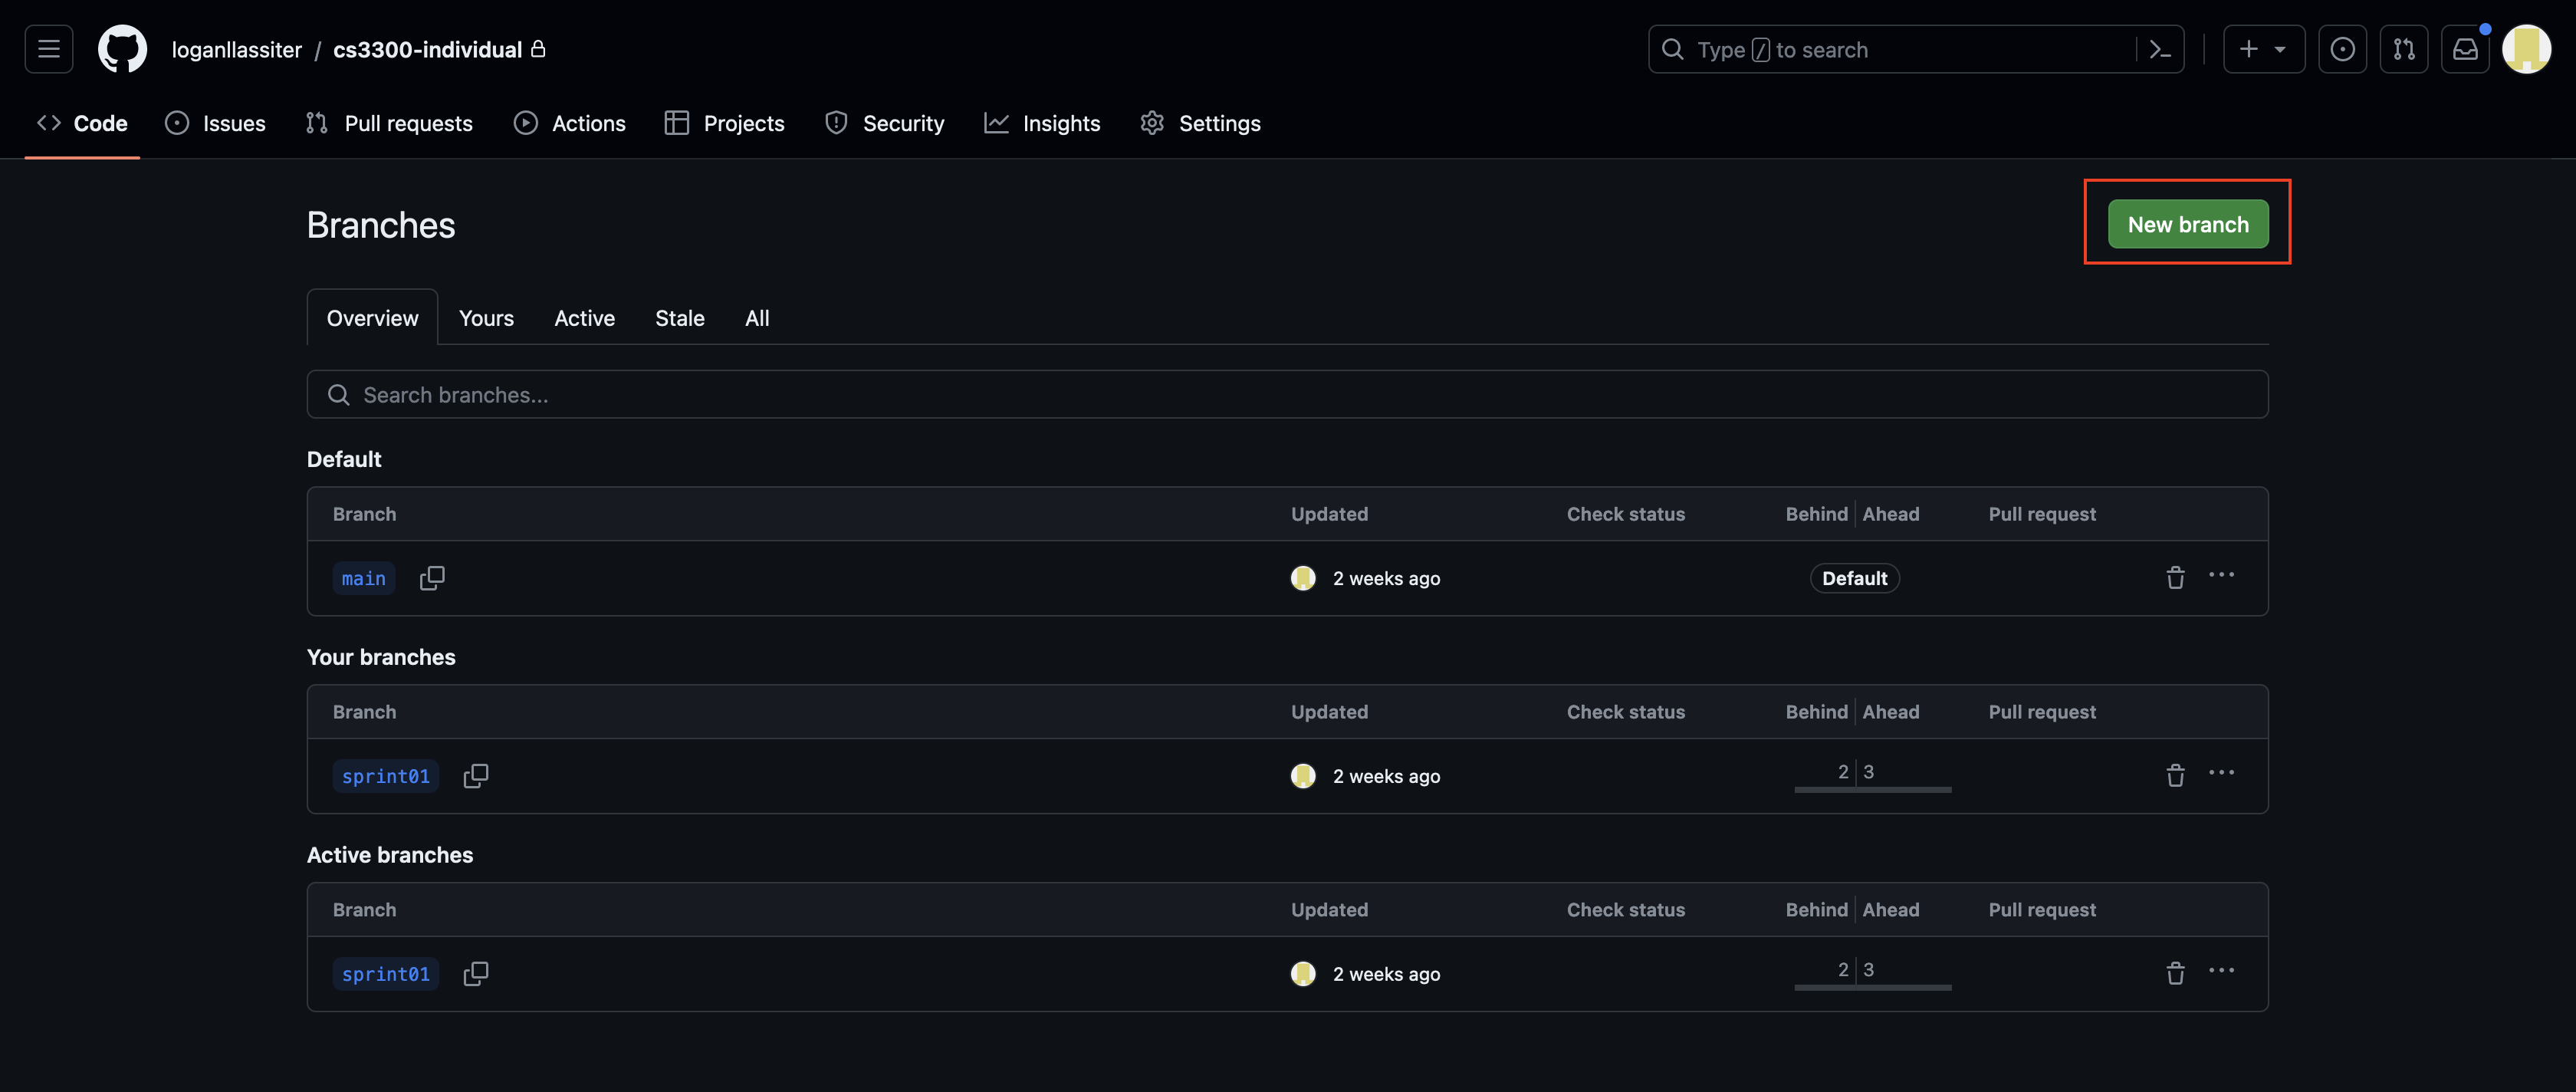 loganllassiter / cs3300-individual
Type / to search
Code Issues Pull requests Actions Projects Security Insights Settings
Branches
New branch
Overview Yours Active Stale All
Search branches...
Default
Branch Updated Check status Behind Ahead Pull request
main 2 weeks ago Default
Your branches
Branch Updated Check status Behind Ahead Pull request
sprint01 2 weeks ago 2 3
Active branches
Branch Updated Check status Behind Ahead Pull request
sprint01 2 weeks ago 2 3